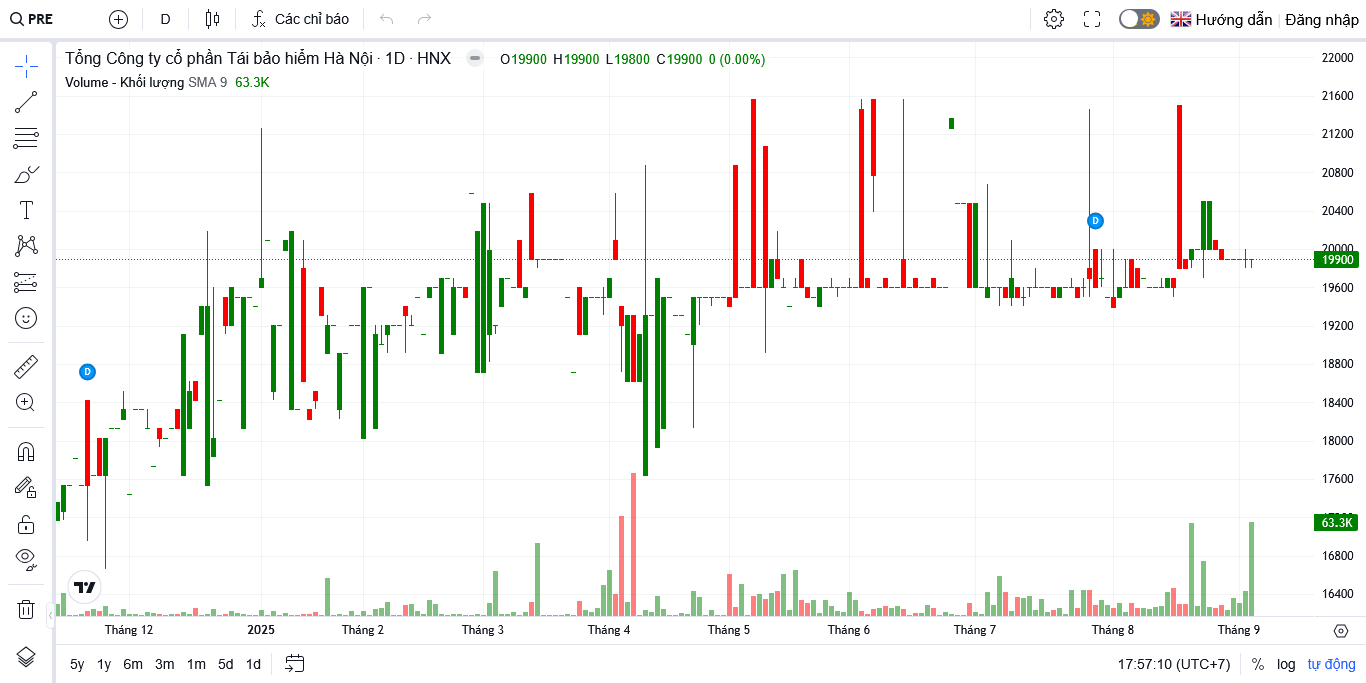 PRE D Các chỉ báo Hướng dẫn Đăng nhập
Tổng Công ty cổ phần Tái bảo hiểm Hà Nội · 1D · HNX O19900 H19900 L19800 C19900 0 (0.00%)
Volume - Khối lượng SMA 9 63.3K
22000
21600
21200
20800
20400
20000
19900
19600
19200
18800
18400
18000
17600
63.3K
16800
16400
D
D
Tháng 12 2025 Tháng 2 Tháng 3 Tháng 4 Tháng 5 Tháng 6 Tháng 7 Tháng 8 Tháng 9
5y 1y 6m 3m 1m 5d 1d 17:57:10 (UTC+7) % log tự động